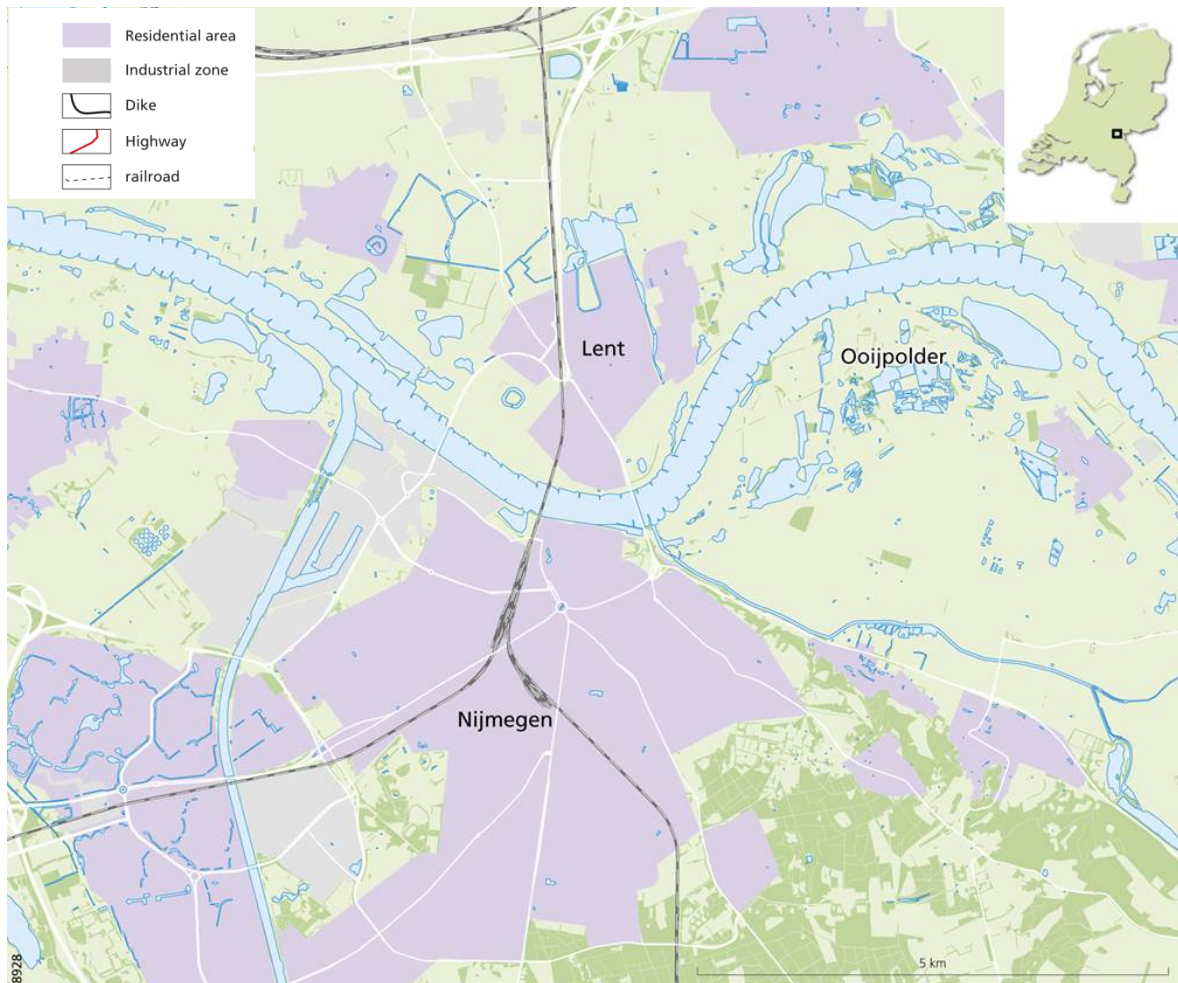 Residential area
Industrial zone
Dike
Highway
railroad
Lent
Ooijpolder
Nijmegen
5 km
8928